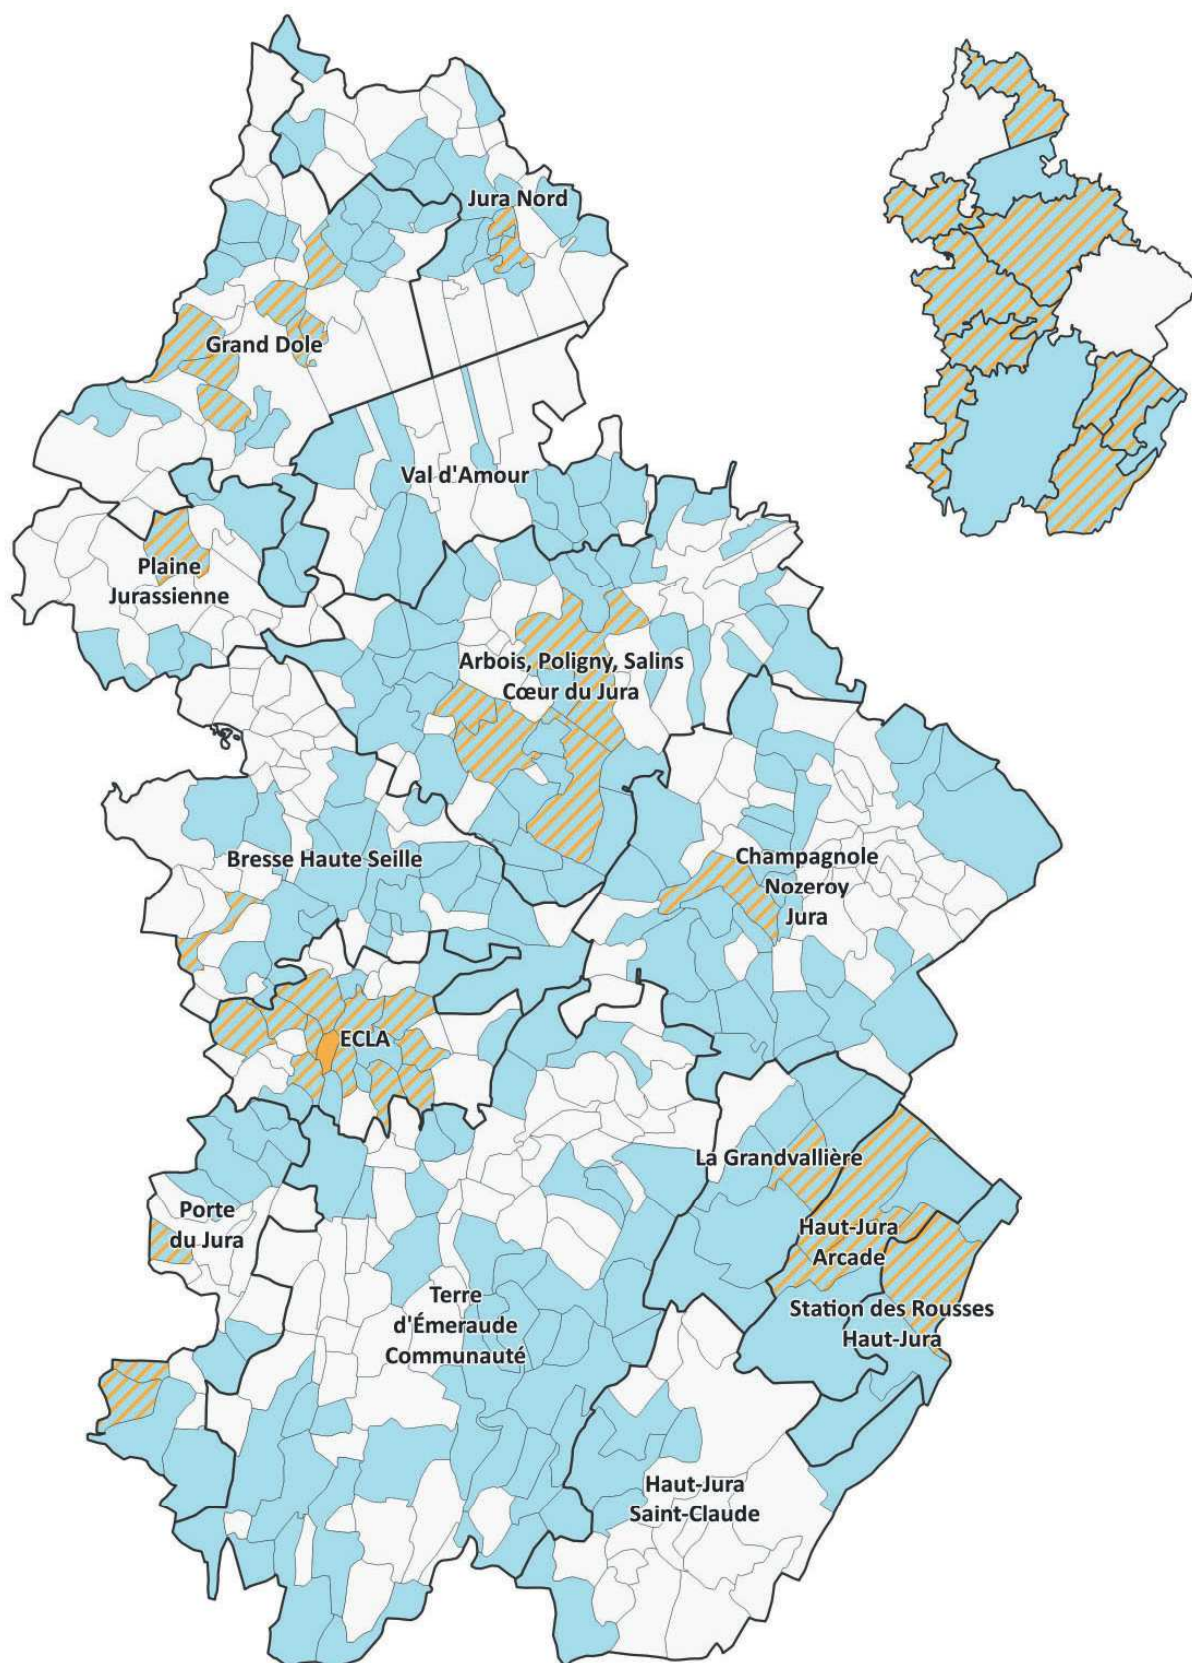 Jura Nord
Grand Dole
Val d'Amour
Plaine
Jurassienne
Arbois, Poligny, Salins
Cœur du Jura
Bresse Haute Seille
Champagnole
Nozeroy
Jura
ECLA
La Grandvallière
Porte
du Jura
Haut-Jura
Arcade
Terre
d'Émeraude
Communauté
Station des Rousses
Haut-Jura
Haut-Jura
Saint-Claude